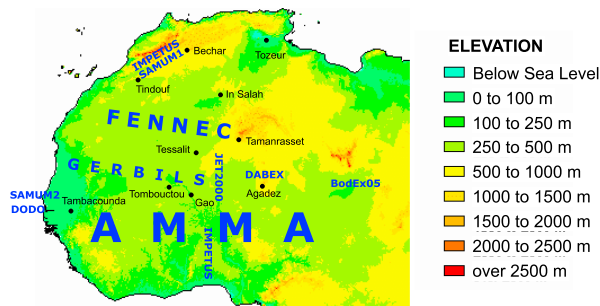 IMPETUS
SAMUM1
Bechar
Tozeur
Tindouf
In Salah
FENNEC
Tamanrasset
Tessalit
GERBILS
JET2000
DABEX
BodEx05
SAMUM2
DODO
Tambacounda
Tombouctou
Gao
Agadez
AMMA
IMPETUS
ELEVATION
Below Sea Level
0 to 100 m
100 to 250 m
250 to 500 m
500 to 1000 m
1000 to 1500 m
1500 to 2000 m
2000 to 2500 m
over 2500 m